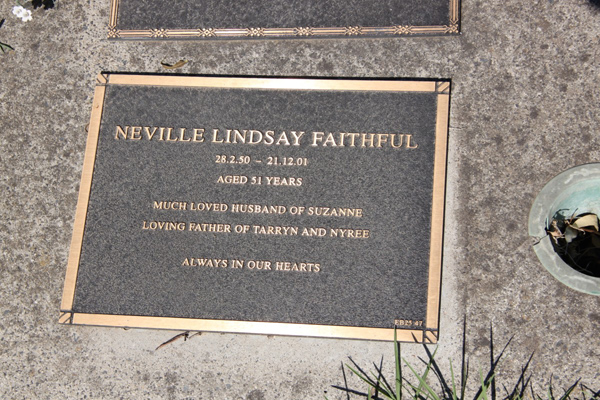 NEVILLE LINDSAY FAITHFUL
28.2.50 - 21.12.01
AGED 51 YEARS
MUCH LOVED HUSBAND OF SUZANNE
LOVING FATHER OF TARRYN AND NYREE
ALWAYS IN OUR HEARTS